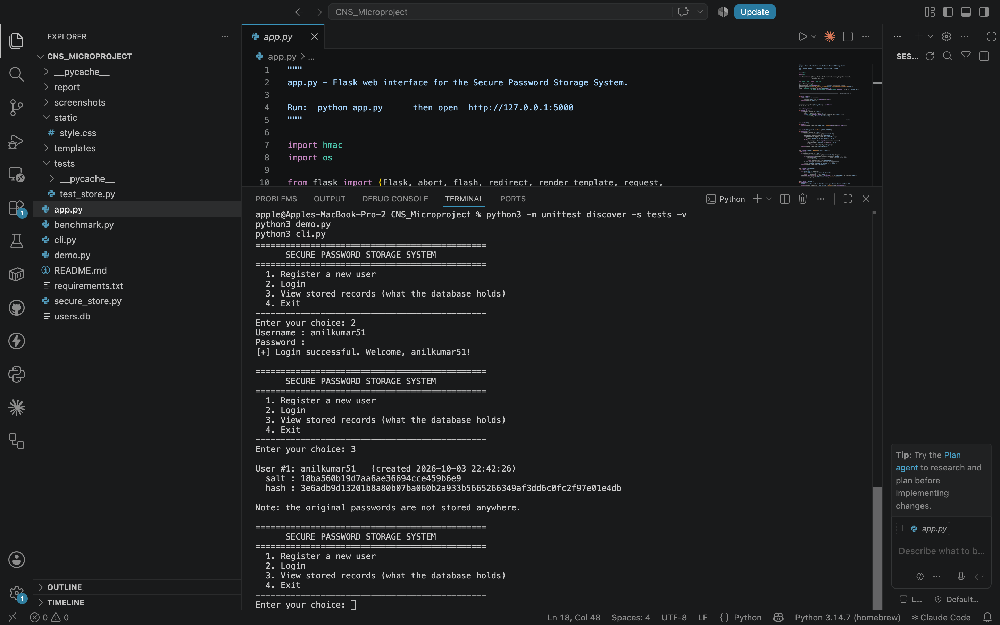 CNS_Microproject
Update
EXPLORER
CNS_MICROPROJECT
__pycache__
report
screenshots
static
# style.css
templates
tests
__pycache__
test_store.py
app.py
benchmark.py
cli.py
demo.py
README.md
requirements.txt
secure_store.py
users.db
OUTLINE
TIMELINE
1
1
app.py
app.py > ...
1 """
2 app.py – Flask web interface for the Secure Password Storage System.
3
4 Run:  python app.py      then open  http://127.0.0.1:5000
5 """
6
7 import hmac
8 import os
9
10 from flask import (Flask, abort, flash, redirect, render_template, request,
PROBLEMS OUTPUT DEBUG CONSOLE TERMINAL PORTS
Python
apple@Apples-MacBook-Pro-2 CNS_Microproject % python3 -m unittest discover -s tests -v
python3 demo.py
python3 cli.py
==============================================
SECURE PASSWORD STORAGE SYSTEM
==============================================
1. Register a new user
2. Login
3. View stored records (what the database holds)
4. Exit
----------------------------------------------
Enter your choice: 2
Username : anilkumar51
Password :
[+] Login successful. Welcome, anilkumar51!
==============================================
SECURE PASSWORD STORAGE SYSTEM
==============================================
1. Register a new user
2. Login
3. View stored records (what the database holds)
4. Exit
----------------------------------------------
Enter your choice: 3
User #1: anilkumar51   (created 2026-10-03 22:42:26)
salt : 18ba560b19d7aa6ae36694cce459b6e9
hash : 3e6adb9d13201b8a80b07ba060b2a933b5665266349af3dd6c0fc2f97e01e4db
Note: the original passwords are not stored anywhere.
==============================================
SECURE PASSWORD STORAGE SYSTEM
==============================================
1. Register a new user
2. Login
3. View stored records (what the database holds)
4. Exit
----------------------------------------------
Enter your choice:
SES...
Tip: Try the Plan
agent to research and
plan before
implementing
changes.
app.py
Describe what to b...
L... Default...
0 0
Ln 18, Col 48 Spaces: 4 UTF-8 LF {} Python Python 3.14.7 (homebrew) Claude Code